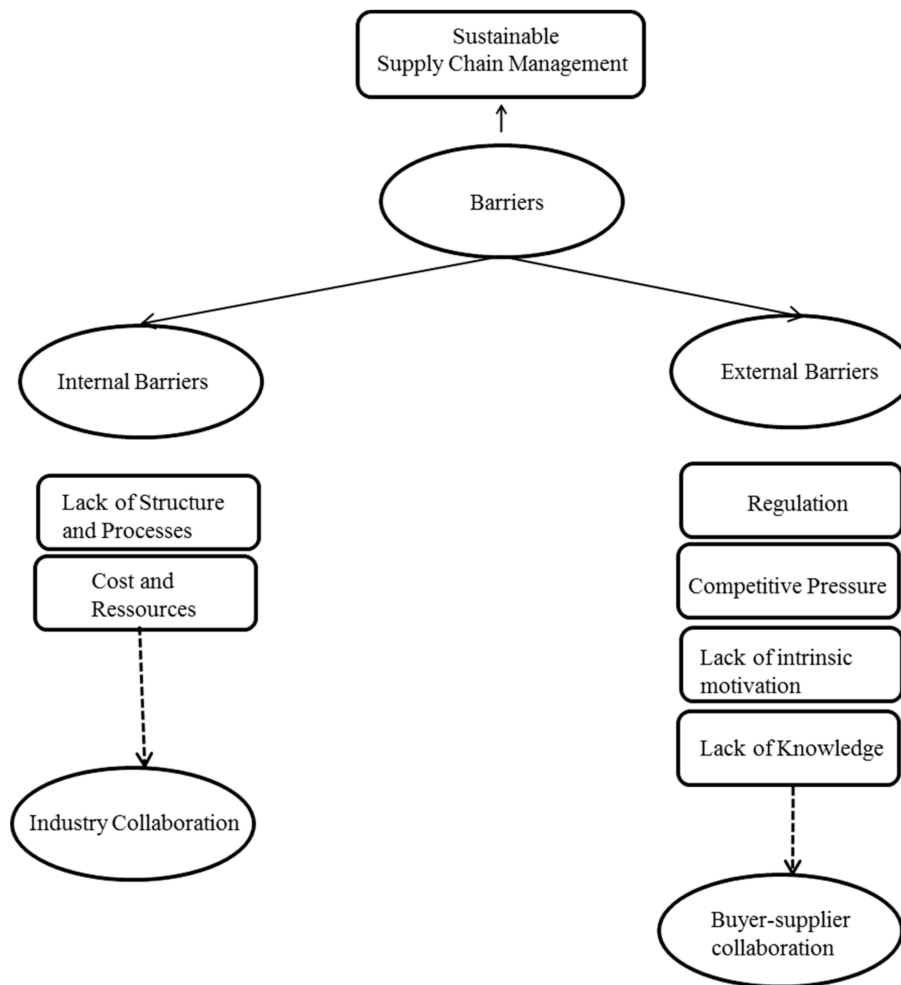 Sustainable
Supply Chain Management
Barriers
Internal Barriers
External Barriers
Lack of Structure
and Processes
Cost and
Ressources
Industry Collaboration
Regulation
Competitive Pressure
Lack of intrinsic
motivation
Lack of Knowledge
Buyer-supplier
collaboration